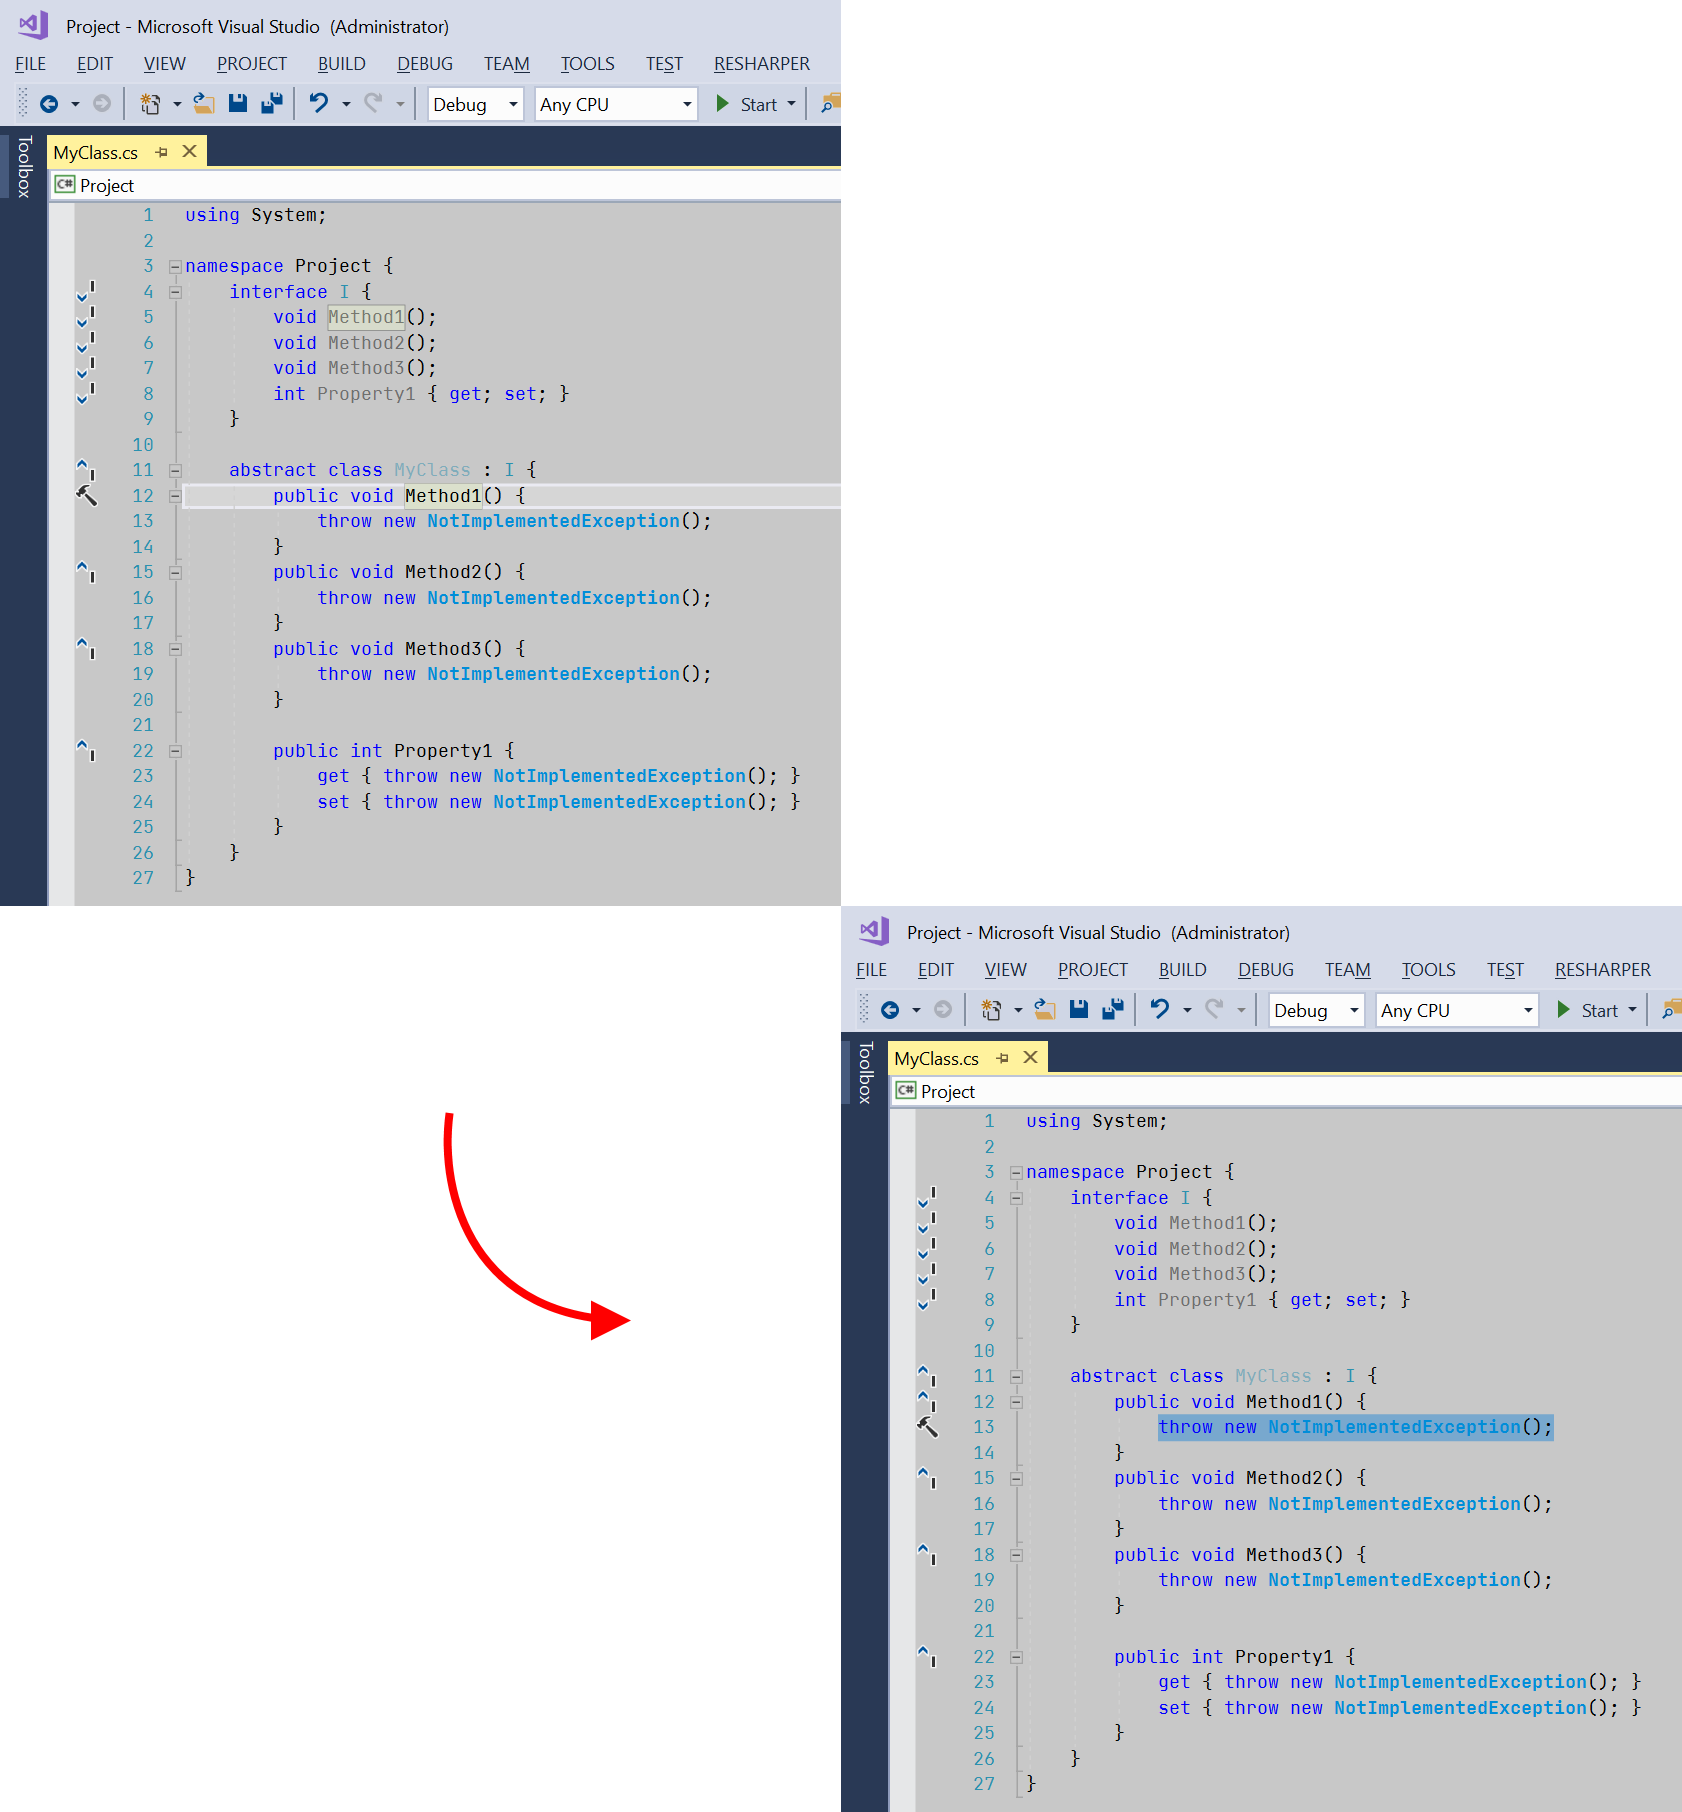 Project - Microsoft Visual Studio (Administrator)
FILE EDIT VIEW PROJECT BUILD DEBUG TEAM TOOLS TEST RESHARPER
Debug Any CPU Start
Toolbox
MyClass.cs
C# Project
1 using System;
2
3 namespace Project {
4 interface I {
5 void Method1();
6 void Method2();
7 void Method3();
8 int Property1 { get; set; }
9 }
10
11 abstract class MyClass : I {
12 public void Method1() {
13 throw new NotImplementedException();
14 }
15 public void Method2() {
16 throw new NotImplementedException();
17 }
18 public void Method3() {
19 throw new NotImplementedException();
20 }
21
22 public int Property1 {
23 get { throw new NotImplementedException(); }
24 set { throw new NotImplementedException(); }
25 }
26 }
27 }
Project - Microsoft Visual Studio (Administrator)
FILE EDIT VIEW PROJECT BUILD DEBUG TEAM TOOLS TEST RESHARPER
Debug Any CPU Start
Toolbox
MyClass.cs
C# Project
1 using System;
2
3 namespace Project {
4 interface I {
5 void Method1();
6 void Method2();
7 void Method3();
8 int Property1 { get; set; }
9 }
10
11 abstract class MyClass : I {
12 public void Method1() {
13 throw new NotImplementedException();
14 }
15 public void Method2() {
16 throw new NotImplementedException();
17 }
18 public void Method3() {
19 throw new NotImplementedException();
20 }
21
22 public int Property1 {
23 get { throw new NotImplementedException(); }
24 set { throw new NotImplementedException(); }
25 }
26 }
27 }